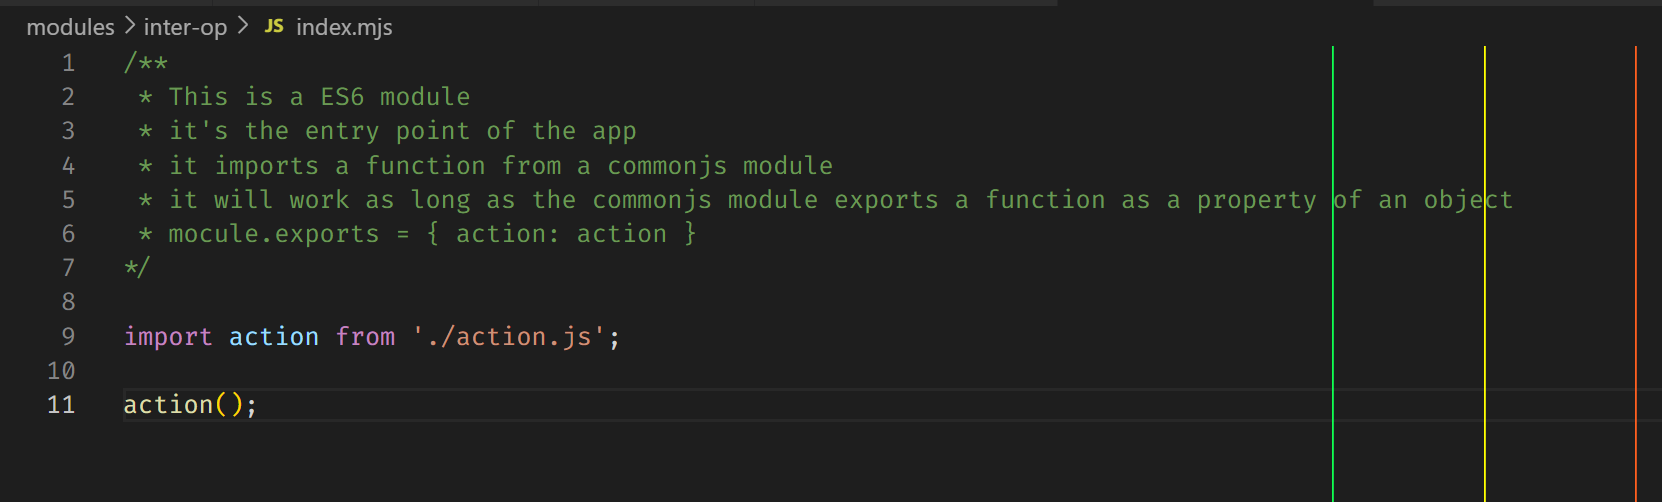 modules > inter-op > JS index.mjs
1 /**
2 * This is a ES6 module
3 * it's the entry point of the app
4 * it imports a function from a commonjs module
5 * it will work as long as the commonjs module exports a function as a property of an object
6 * mocule.exports = { action: action }
7 */
8
9 import action from './action.js';
10
11 action();